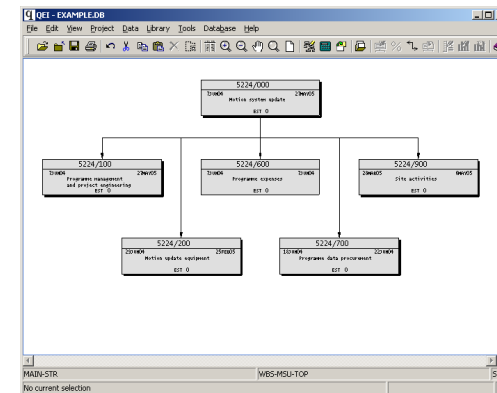 QEI - EXAMPLE.DB
File Edit View Project Data Library Tools Database Help
5224/000
Motion system update
EST 0
5224/100
Programme management
and project engineering
EST 0
5224/600
Programme expenses
EST 0
5224/900
Site activities
EST 0
5224/200
Motion update equipment
EST 0
5224/700
Programme data procurement
EST 0
MAIN-STR WBS-MSU-TOP
No current selection